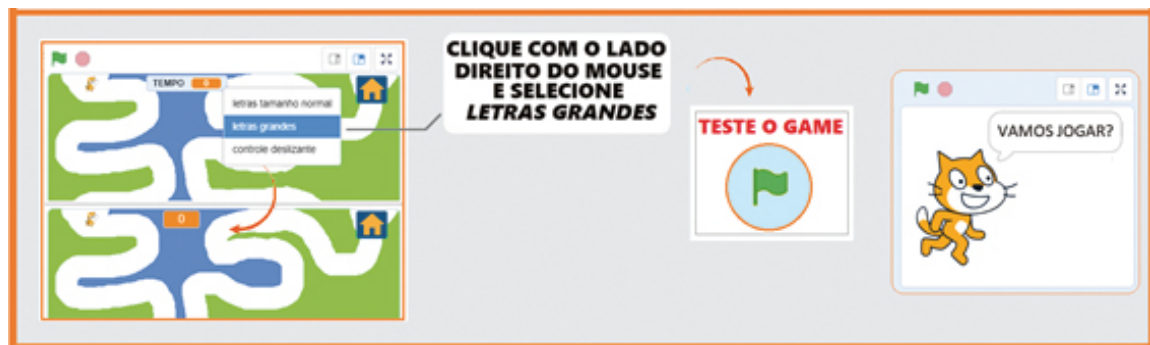 TEMPO 0
letras tamanho normal
letras grandes
controle deslizante
0
CLIQUE COM O LADO
DIREITO DO MOUSE
E SELECIONE
LETRAS GRANDES
TESTE O GAME
VAMOS JOGAR?